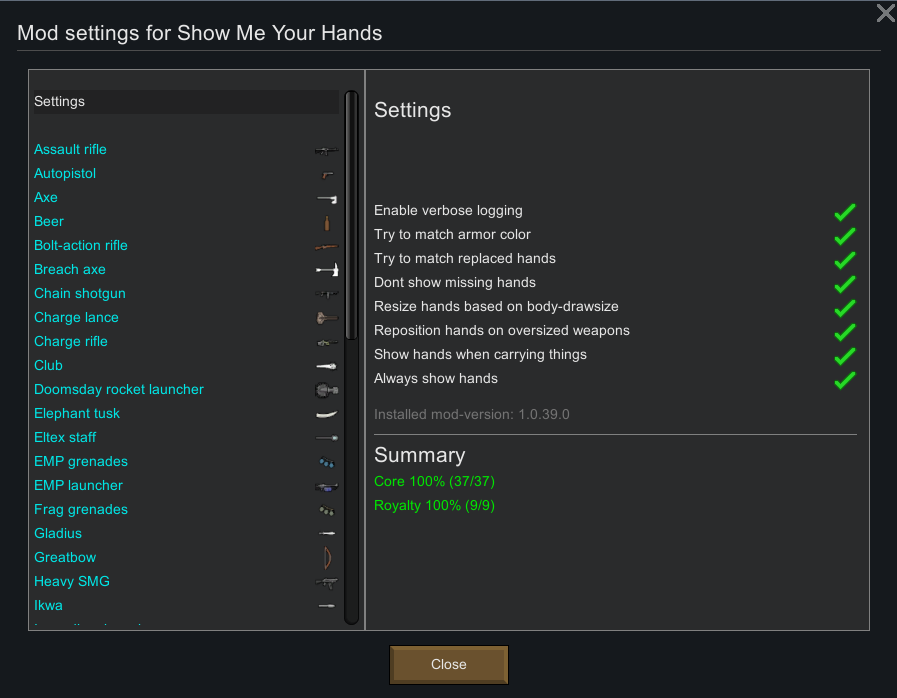 Mod settings for Show Me Your Hands
Settings
Assault rifle
Autopistol
Axe
Beer
Bolt-action rifle
Breach axe
Chain shotgun
Charge lance
Charge rifle
Club
Doomsday rocket launcher
Elephant tusk
Eltex staff
EMP grenades
EMP launcher
Frag grenades
Gladius
Greatbow
Heavy SMG
Ikwa
Settings
Enable verbose logging
Try to match armor color
Try to match replaced hands
Dont show missing hands
Resize hands based on body-drawsize
Reposition hands on oversized weapons
Show hands when carrying things
Always show hands
Installed mod-version: 1.0.39.0
Summary
Core 100% (37/37)
Royalty 100% (9/9)
Close